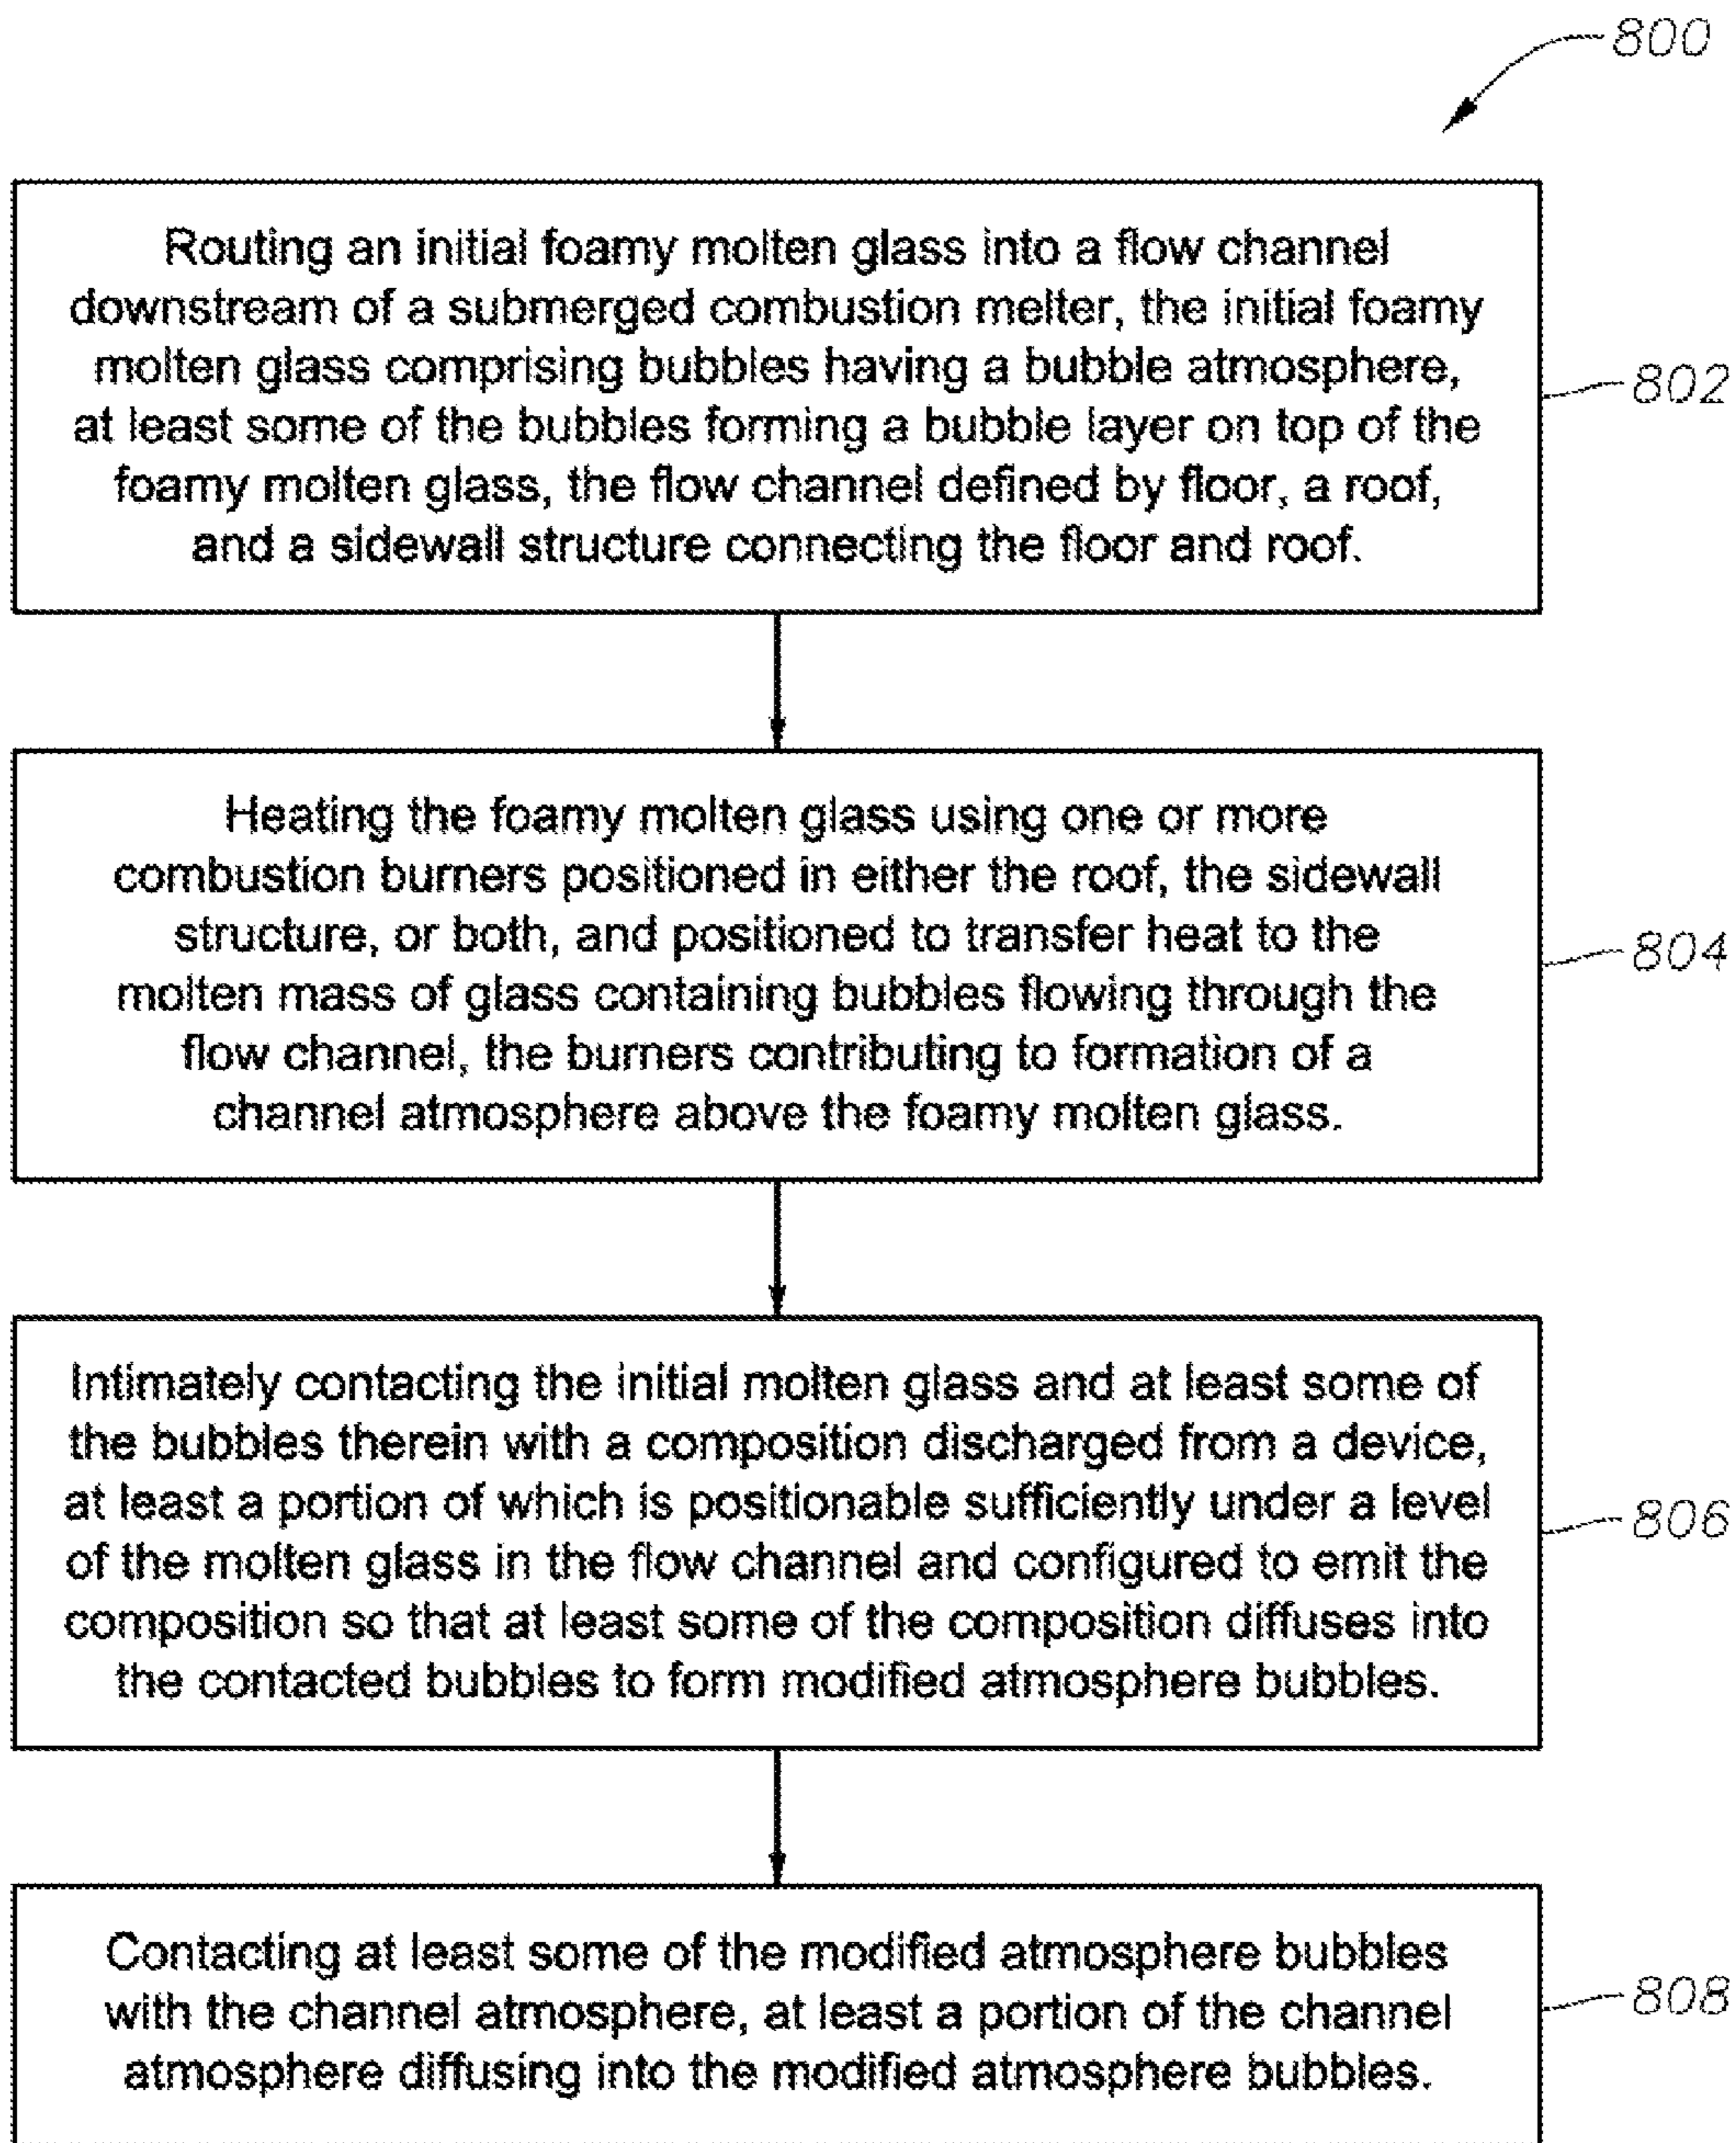 800
Routing an initial foamy molten glass into a flow channel
downstream of a submerged combustion melter, the initial foamy
molten glass comprising bubbles having a bubble atmosphere,
at least some of the bubbles forming a bubble layer on top of the
foamy molten glass, the flow channel defined by floor, a roof,
and a sidewall structure connecting the floor and roof.
802
Heating the foamy molten glass using one or more
combustion burners positioned in either the roof, the sidewall
structure, or both, and positioned to transfer heat to the
molten mass of glass containing bubbles flowing through the
flow channel, the burners contributing to formation of a
channel atmosphere above the foamy molten glass.
804
Intimately contacting the initial molten glass and at least some of
the bubbles therein with a composition discharged from a device,
at least a portion of which is positionable sufficiently under a level
of the molten glass in the flow channel and configured to emit the
composition so that at least some of the composition diffuses into
the contacted bubbles to form modified atmosphere bubbles.
806
Contacting at least some of the modified atmosphere bubbles
with the channel atmosphere, at least a portion of the channel
atmosphere diffusing into the modified atmosphere bubbles.
808